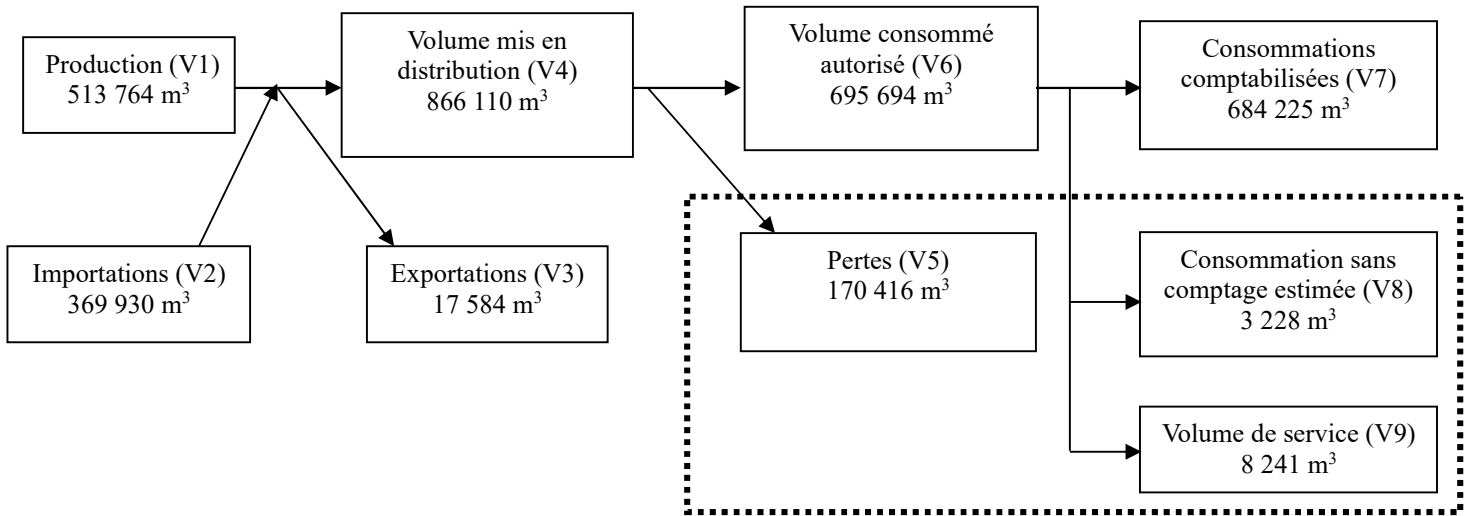 Production (V1)
513 764 m³
Volume mis en
distribution (V4)
866 110 m³
Volume consommé
autorisé (V6)
695 694 m³
Consommations
comptabilisées (V7)
684 225 m³
Importations (V2)
369 930 m³
Exportations (V3)
17 584 m³
Pertes (V5)
170 416 m³
Consommation sans
comptage estimée (V8)
3 228 m³
Volume de service (V9)
8 241 m³